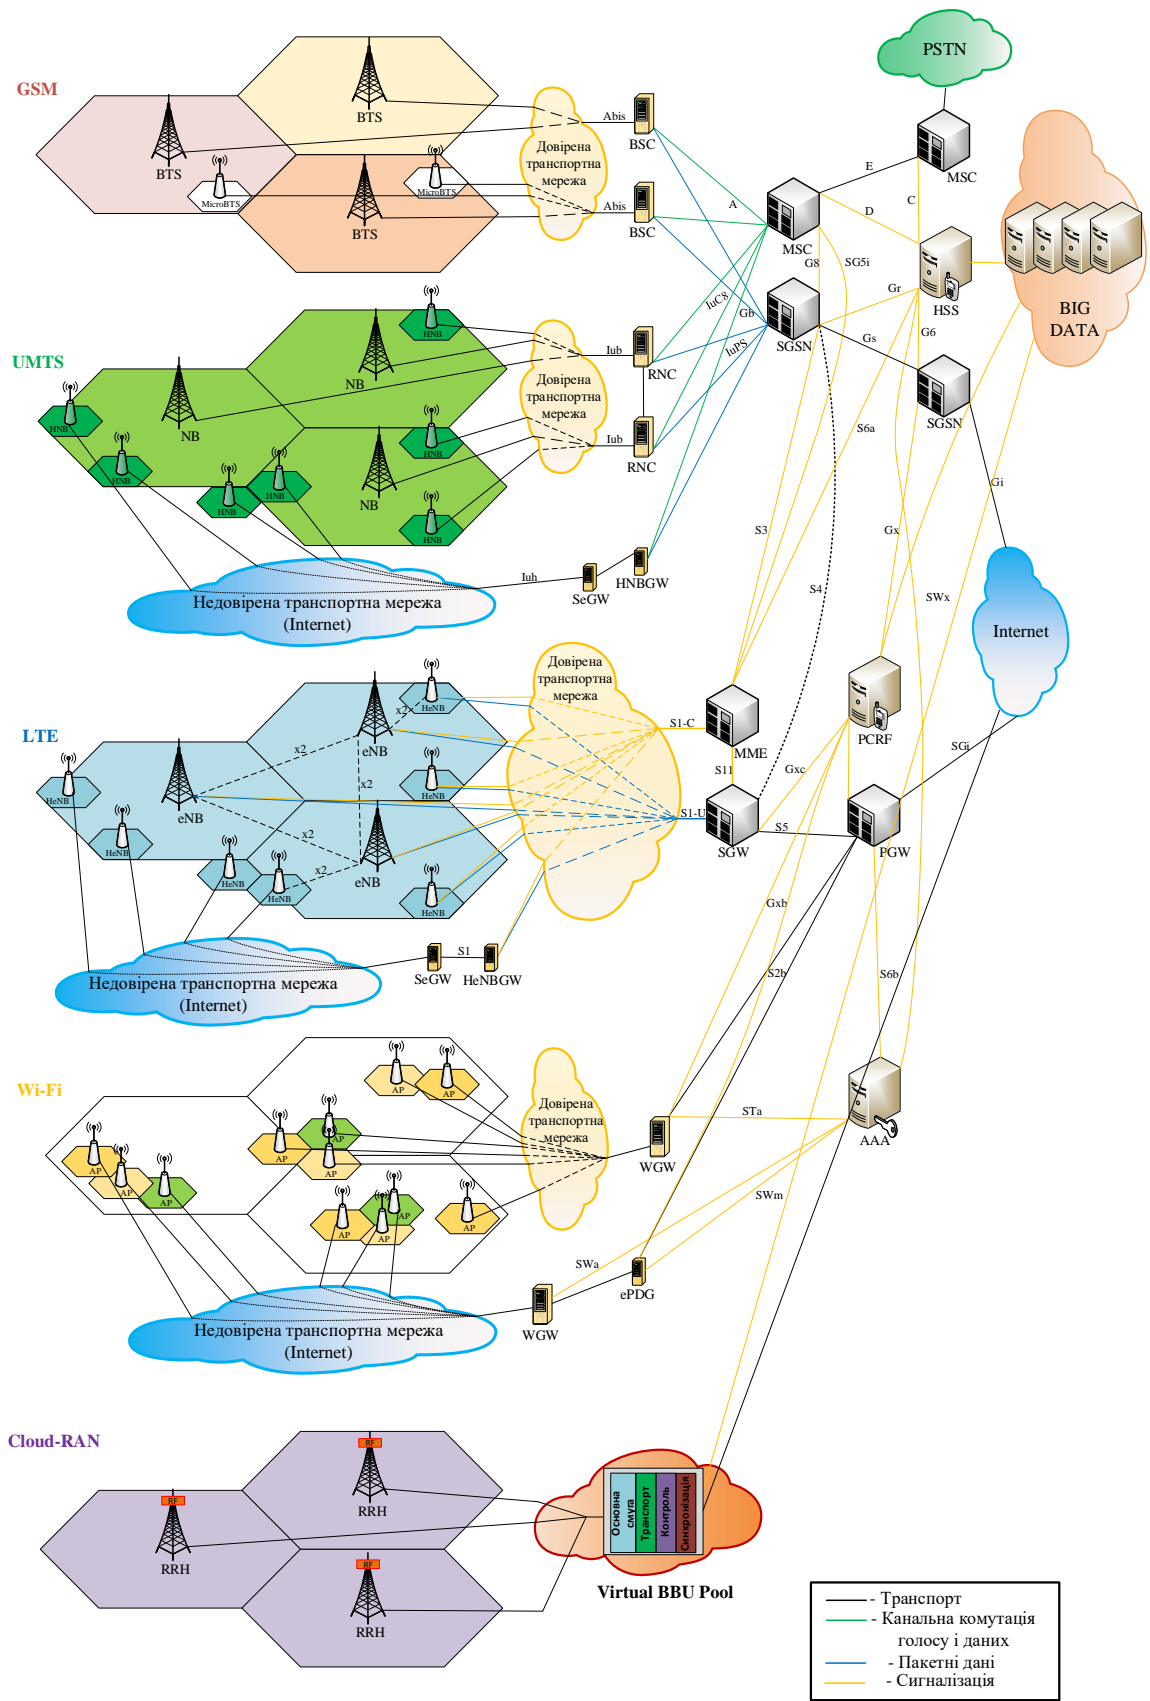 PSTN
GSM
BTS
BTS
MicroBTS
MicroBTS
BTS
Довірена
транспортна
мережа
Abis
Abis
BSC
BSC
A
E
D
C
MSC
MSC
G8
SG5i
Gr
G6
Gs
HSS
BIG
DATA
UMTS
HNB
NB
NB
HNB
HNB
HNB
HNB
HNB
NB
HNB
Довірена
транспортна
мережа
Iub
Iub
RNC
RNC
IuC8
Gb
IuPS
SGSN
SGSN
S6a
S3
S4
Gx
Gi
SWx
Iuh
SeGW
HNBGW
Недовірена транспортна мережа
(Internet)
Internet
LTE
HeNB
x2
eNB
x2
x2
HeNB
eNB
HeNB
HeNB
x2
x2
HeNB
HeNB
eNB
HeNB
Довірена
транспортна
мережа
S1-C
MME
S11
S1-U
SGW
S5
Gxc
PCRF
PGW
SGi
Gxb
S2b
S6b
S1
SeGW
HeNBGW
Недовірена транспортна мережа
(Internet)
Wi-Fi
AP
AP
AP
AP
AP
AP
AP
AP
AP
AP
AP
AP
Довірена
транспортна
мережа
WGW
STa
AAA
SWm
SWa
WGW
ePDG
Недовірена транспортна мережа
(Internet)
Cloud-RAN
RF
RRH
RF
RRH
RF
RRH
Основна
смуга
Транспорт
Контроль
Синхронізація
Virtual BBU Pool
- Транспорт
- Канальна комутація
голосу і даних
- Пакетні дані
- Сигналізація